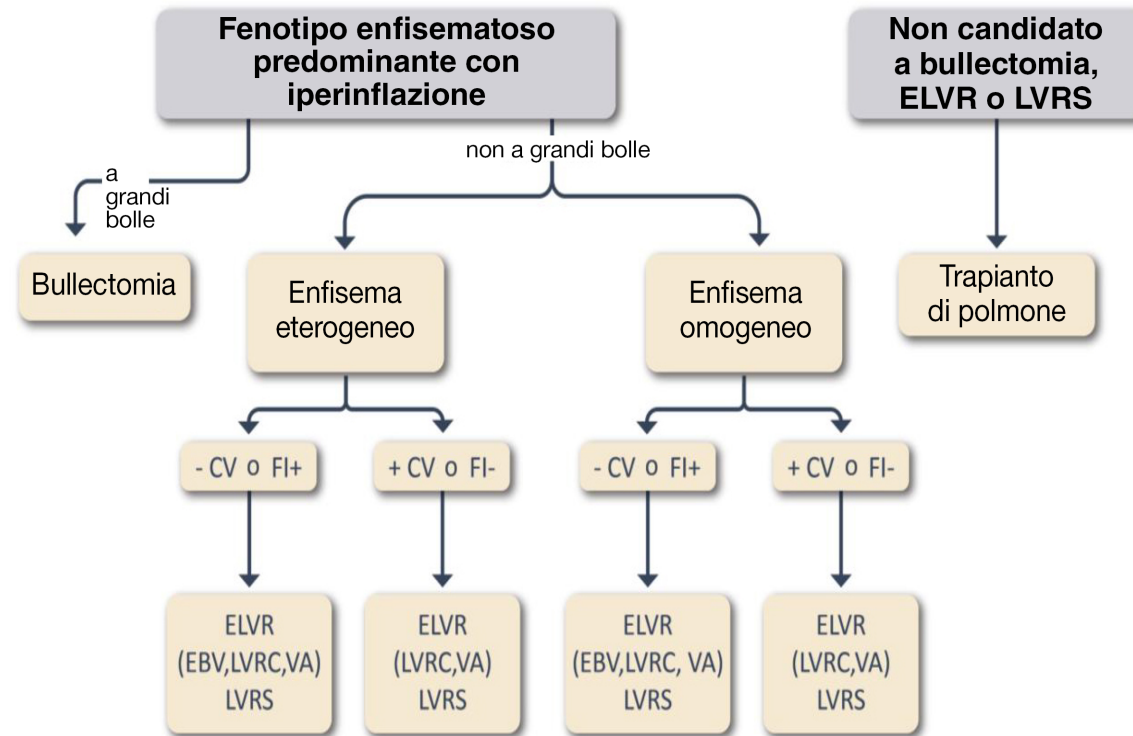 Fenotipo enfisematoso
predominante con
iperinflazione
Non candidato
a bullectomia,
ELVR o LVRS
non a grandi bolle
a
grandi
bolle
Bullectomia
Enfisema
eterogeneo
Enfisema
omogeneo
Trapianto
di polmone
- CV o FI+
+ CV o FI-
- CV o FI+
+ CV o FI-
ELVR
(EBV,LVRC,VA)
LVRS
ELVR
(LVRC,VA)
LVRS
ELVR
(EBV,LVRC, VA)
LVRS
ELVR
(LVRC,VA)
LVRS